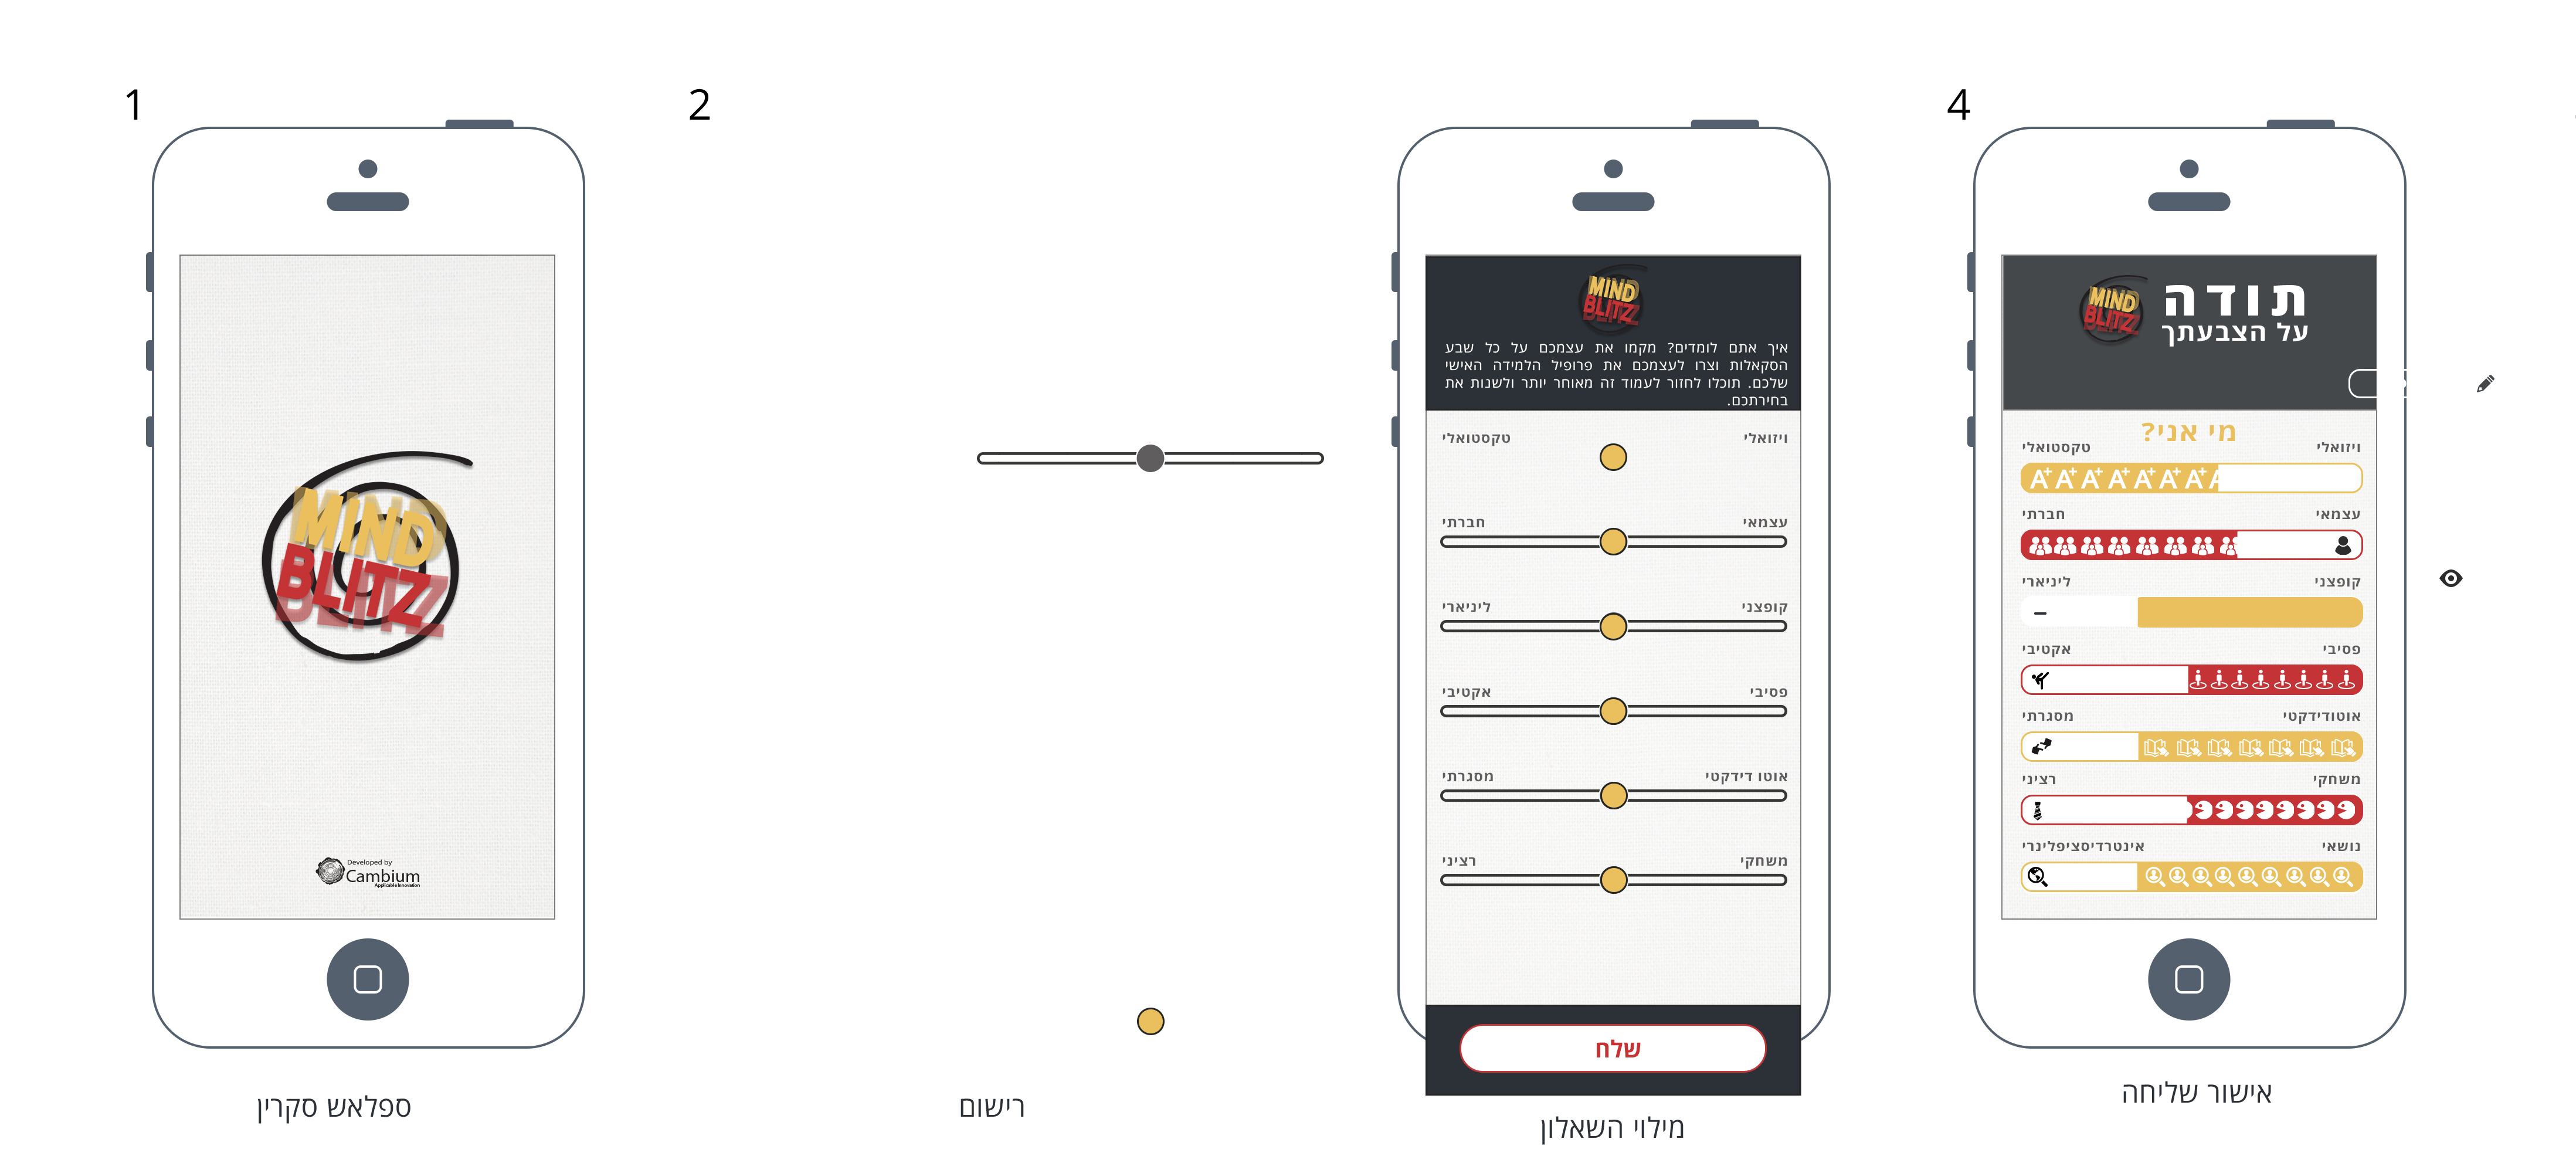 1
MIND
BLITZ
Developed by
Cambium
Applicable Innovation
ספלאש סקרין
2
רישום
MIND
BLITZ
איך אתם לומדים? מקמו את עצמכם על כל שבע
הסקאלות וצרו לעצמכם את פרופיל הלמידה האישי
שלכם. תוכלו לחזור לעמוד זה מאוחר יותר ולשנות את
בחירתכם.
ויזואלי טקסטואלי
עצמאי חברתי
קופצני ליניארי
פסיבי אקטיבי
אוטו דידקטי מסגרתי
משחקי רציני
שלח
מילוי השאלון
4
תודה
על הצבעתך
MIND
BLITZ
מי אני?
ויזואלי טקסטואלי
A+ A+ A+ A+ A+ A+ A+ A
עצמאי חברתי
קופצני ליניארי
פסיבי אקטיבי
אוטודידקטי מסגרתי
משחקי רציני
נושאי אינטרדיסציפלינרי
אישור שליחה